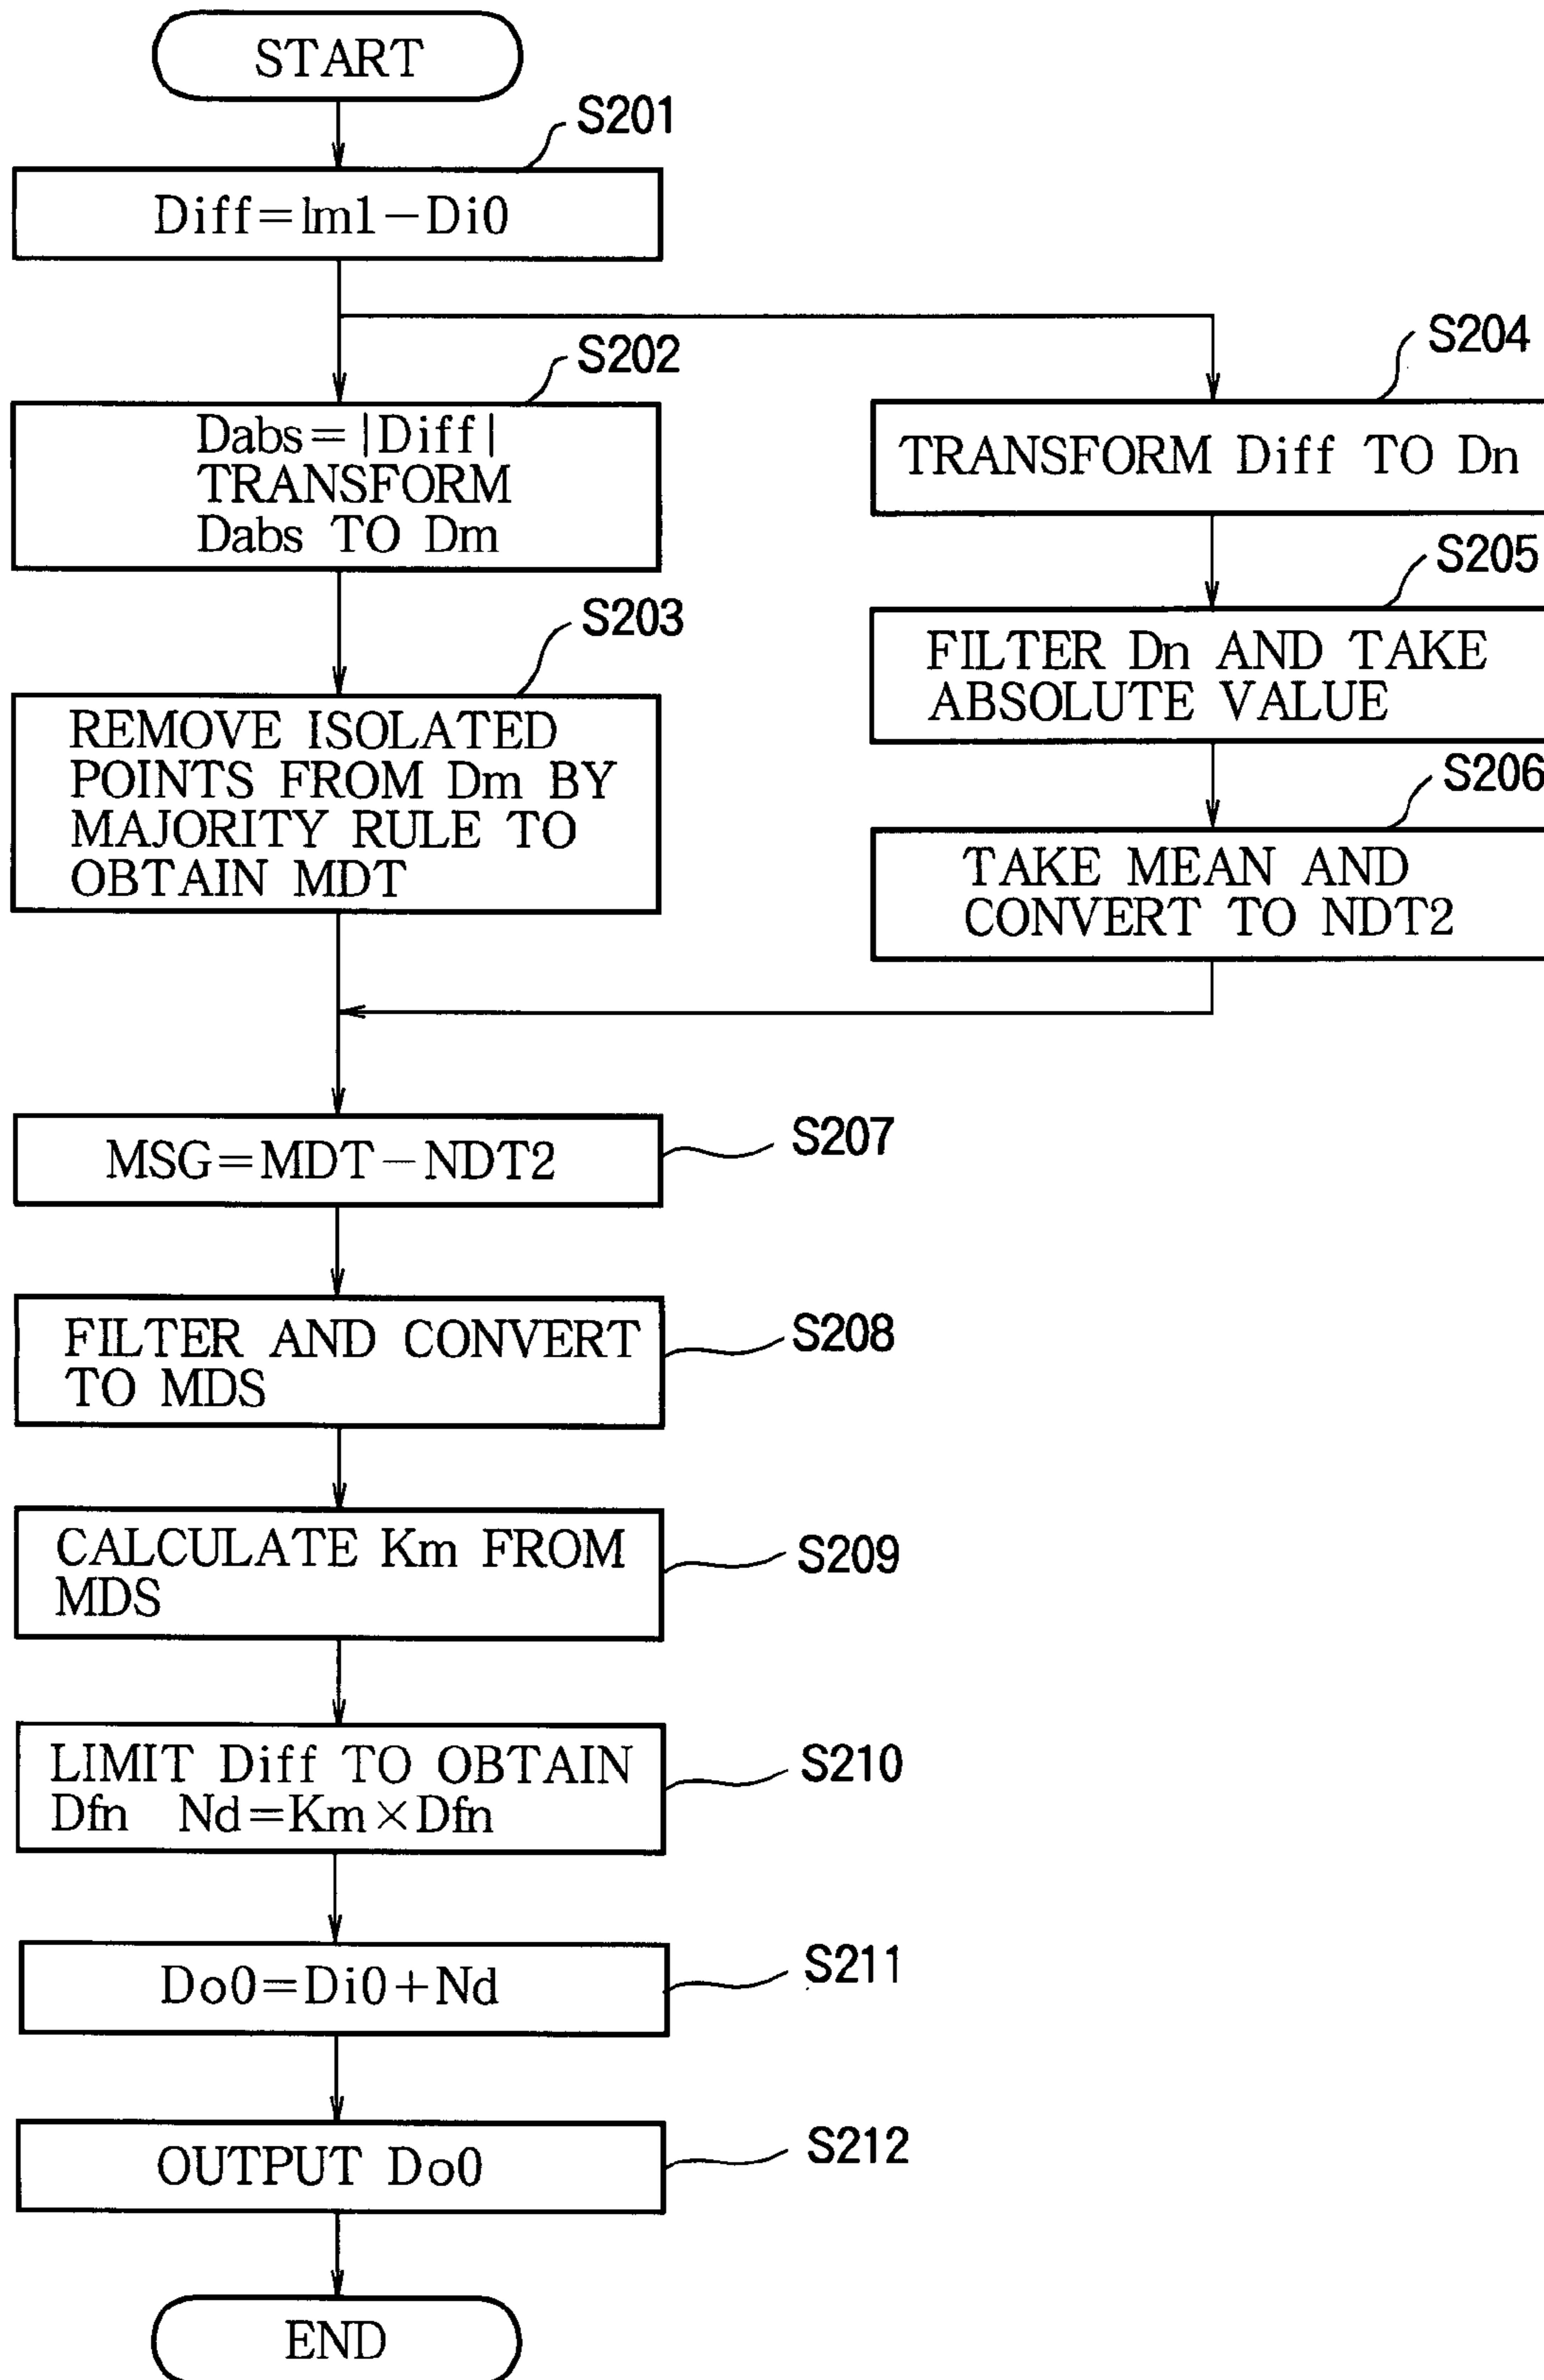 START
S201
Diff=Im1−Di0
S202
Dabs=|Diff|
TRANSFORM
Dabs TO Dm
S203
REMOVE ISOLATED
POINTS FROM Dm BY
MAJORITY RULE TO
OBTAIN MDT
S204
TRANSFORM Diff TO Dn
S205
FILTER Dn AND TAKE
ABSOLUTE VALUE
S206
TAKE MEAN AND
CONVERT TO NDT2
MSG=MDT−NDT2
S207
FILTER AND CONVERT
TO MDS
S208
CALCULATE Km FROM
MDS
S209
LIMIT Diff TO OBTAIN
Dfn Nd=Km×Dfn
S210
Do0=Di0+Nd
S211
OUTPUT Do0
S212
END